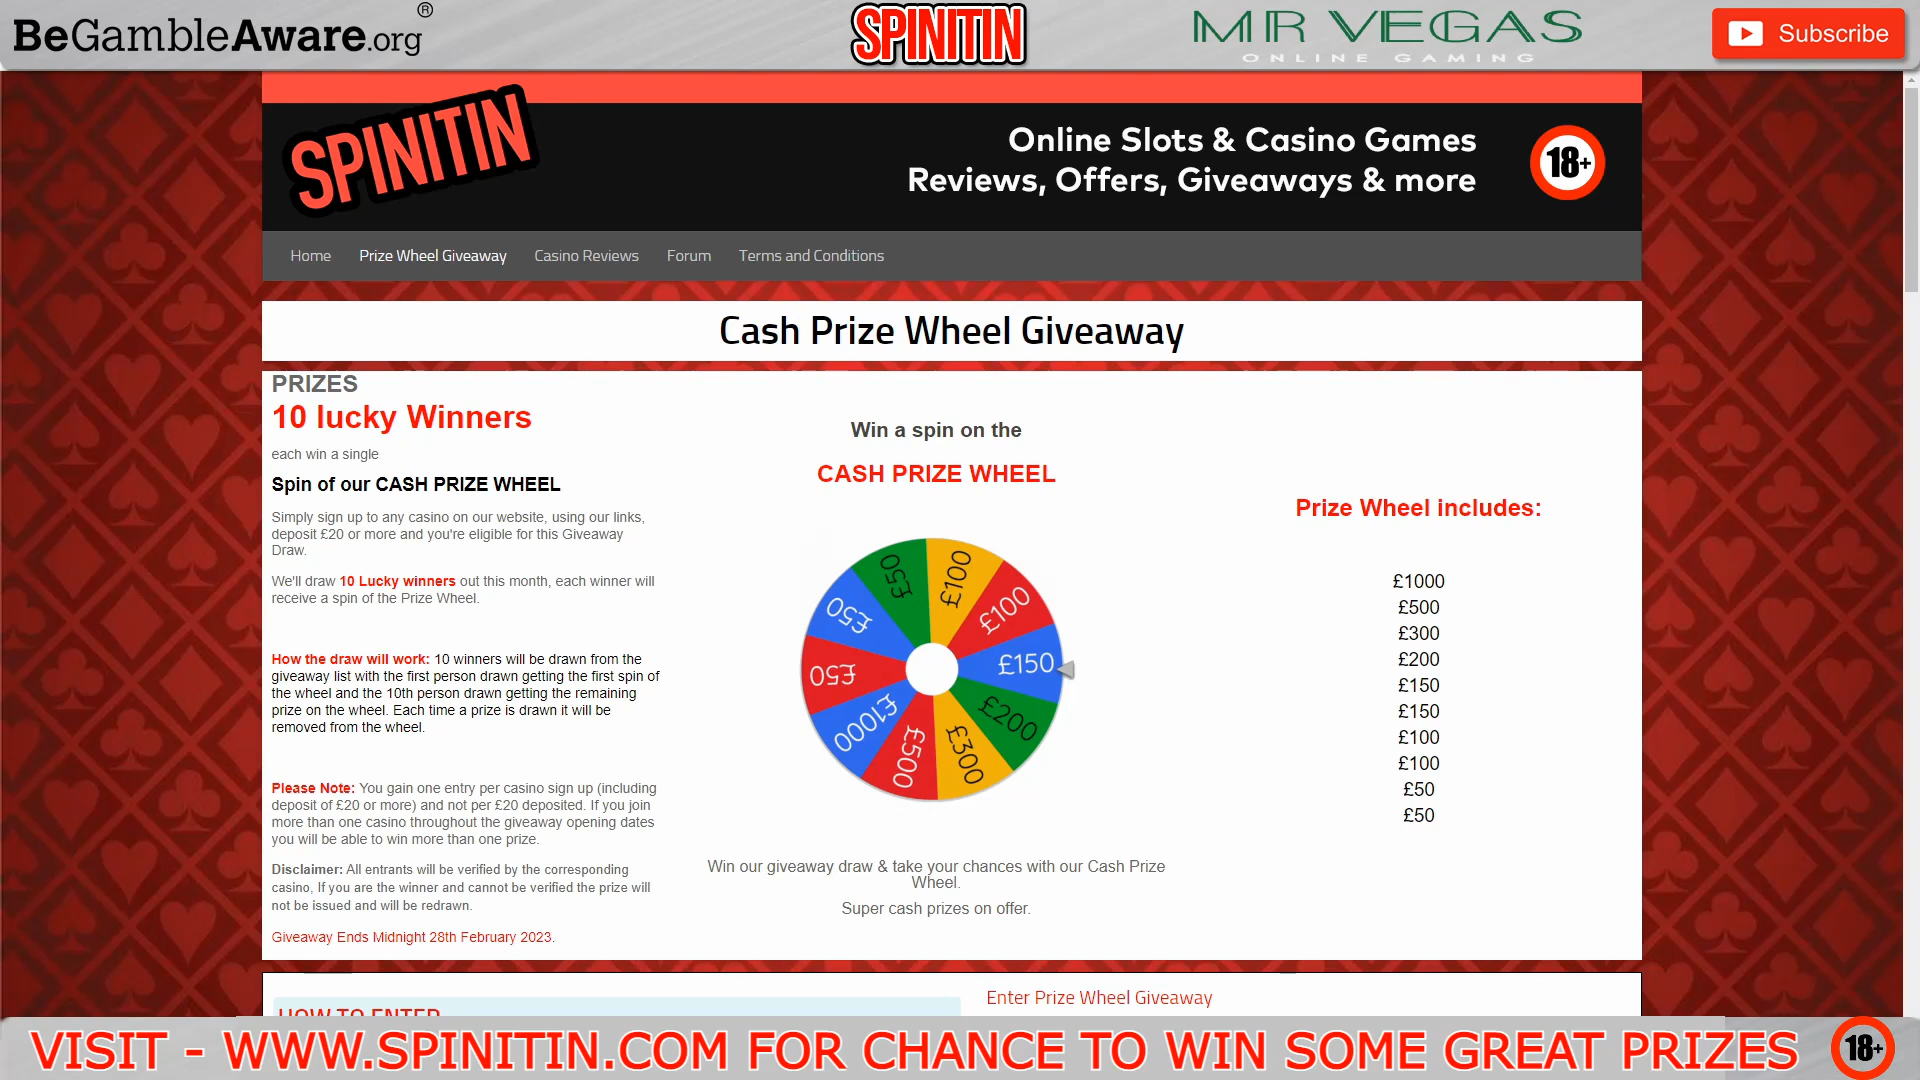 BeGambleAware.org®
SPINITIN
MR VEGAS
ONLINE GAMING
Subscribe
SPINITIN
Online Slots & Casino Games
Reviews, Offers, Giveaways & more
18+
Home
Prize Wheel Giveaway
Casino Reviews
Forum
Terms and Conditions
Cash Prize Wheel Giveaway
PRIZES
10 lucky Winners
each win a single
Spin of our CASH PRIZE WHEEL
Simply sign up to any casino on our website, using our links,
deposit £20 or more and you're eligible for this Giveaway
Draw.
We'll draw 10 Lucky winners out this month, each winner will
receive a spin of the Prize Wheel.
How the draw will work: 10 winners will be drawn from the
giveaway list with the first person drawn getting the first spin of
the wheel and the 10th person drawn getting the remaining
prize on the wheel. Each time a prize is drawn it will be
removed from the wheel.
Please Note: You gain one entry per casino sign up (including
deposit of £20 or more) and not per £20 deposited. If you join
more than one casino throughout the giveaway opening dates
you will be able to win more than one prize.
Disclaimer: All entrants will be verified by the corresponding
casino, If you are the winner and cannot be verified the prize will
not be issued and will be redrawn.
Giveaway Ends Midnight 28th February 2023.
Win a spin on the
CASH PRIZE WHEEL
£100
£100
£150
£200
£300
£500
£1000
£50
£50
£50
Win our giveaway draw & take your chances with our Cash Prize
Wheel.
Super cash prizes on offer.
Prize Wheel includes:
£1000
£500
£300
£200
£150
£150
£100
£100
£50
£50
HOW TO ENTER
Enter Prize Wheel Giveaway
VISIT - WWW.SPINITIN.COM FOR CHANCE TO WIN SOME GREAT PRIZES
18+